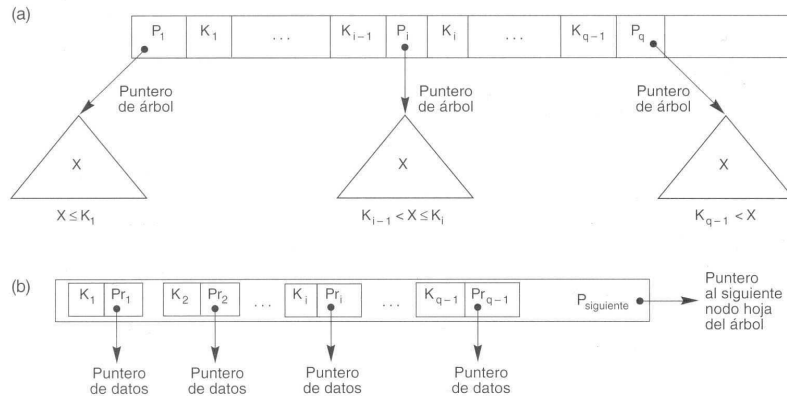 (a)
P1 K1 ... Ki–1 Pi Ki ... Kq–1 Pq
Puntero
de árbol
Puntero
de árbol
Puntero
de árbol
X
X
X
X ≤ K1
Ki–1 < X ≤ Ki
Kq–1 < X
(b)
K1 Pr1 K2 Pr2 ... Ki Pri ... Kq–1 Prq–1 Psiguiente
Puntero
al siguiente
nodo hoja
del árbol
Puntero
de datos
Puntero
de datos
Puntero
de datos
Puntero
de datos